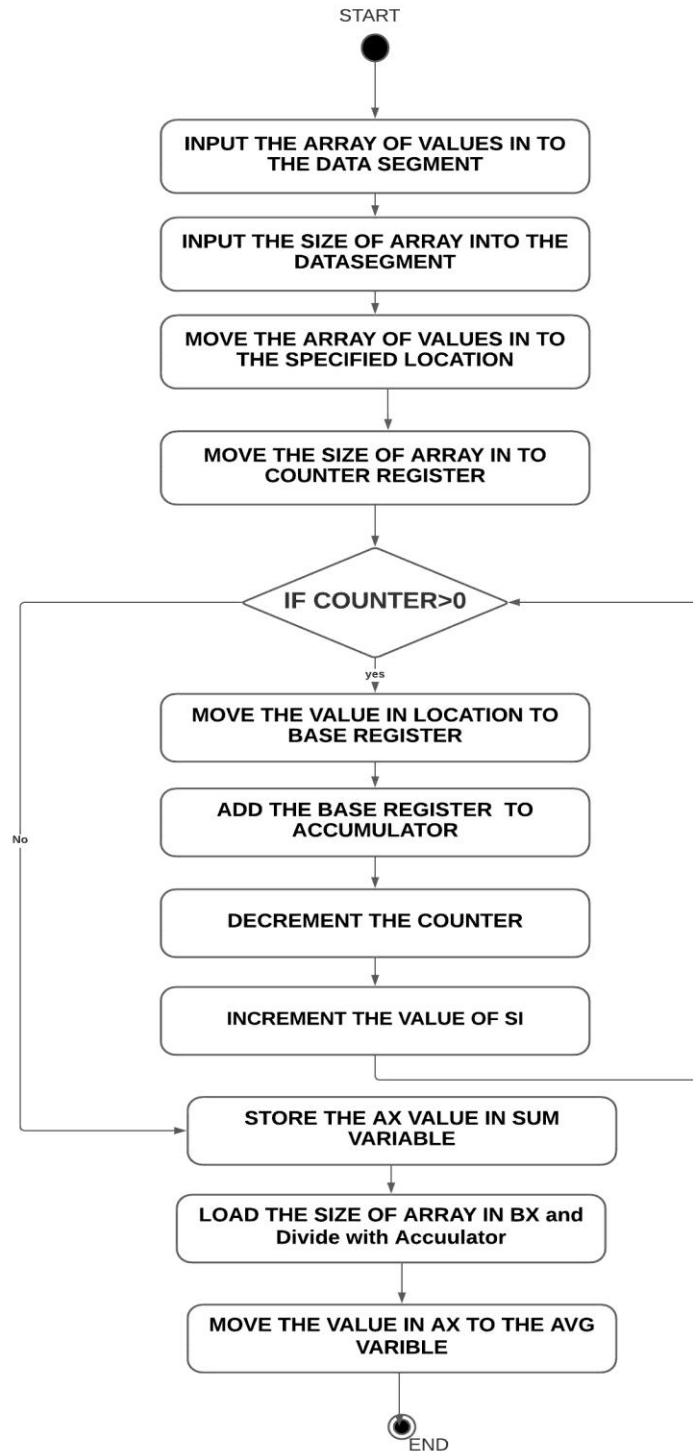 START
INPUT THE ARRAY OF VALUES IN TO
THE DATA SEGMENT
INPUT THE SIZE OF ARRAY INTO THE
DATASEGMENT
MOVE THE ARRAY OF VALUES IN TO
THE SPECIFIED LOCATION
MOVE THE SIZE OF ARRAY IN TO
COUNTER REGISTER
IF COUNTER>0
yes
MOVE THE VALUE IN LOCATION TO
BASE REGISTER
ADD THE BASE REGISTER TO
ACCUMULATOR
No
DECREMENT THE COUNTER
INCREMENT THE VALUE OF SI
STORE THE AX VALUE IN SUM
VARIABLE
LOAD THE SIZE OF ARRAY IN BX and
Divide with Accuulator
MOVE THE VALUE IN AX TO THE AVG
VARIBLE
END